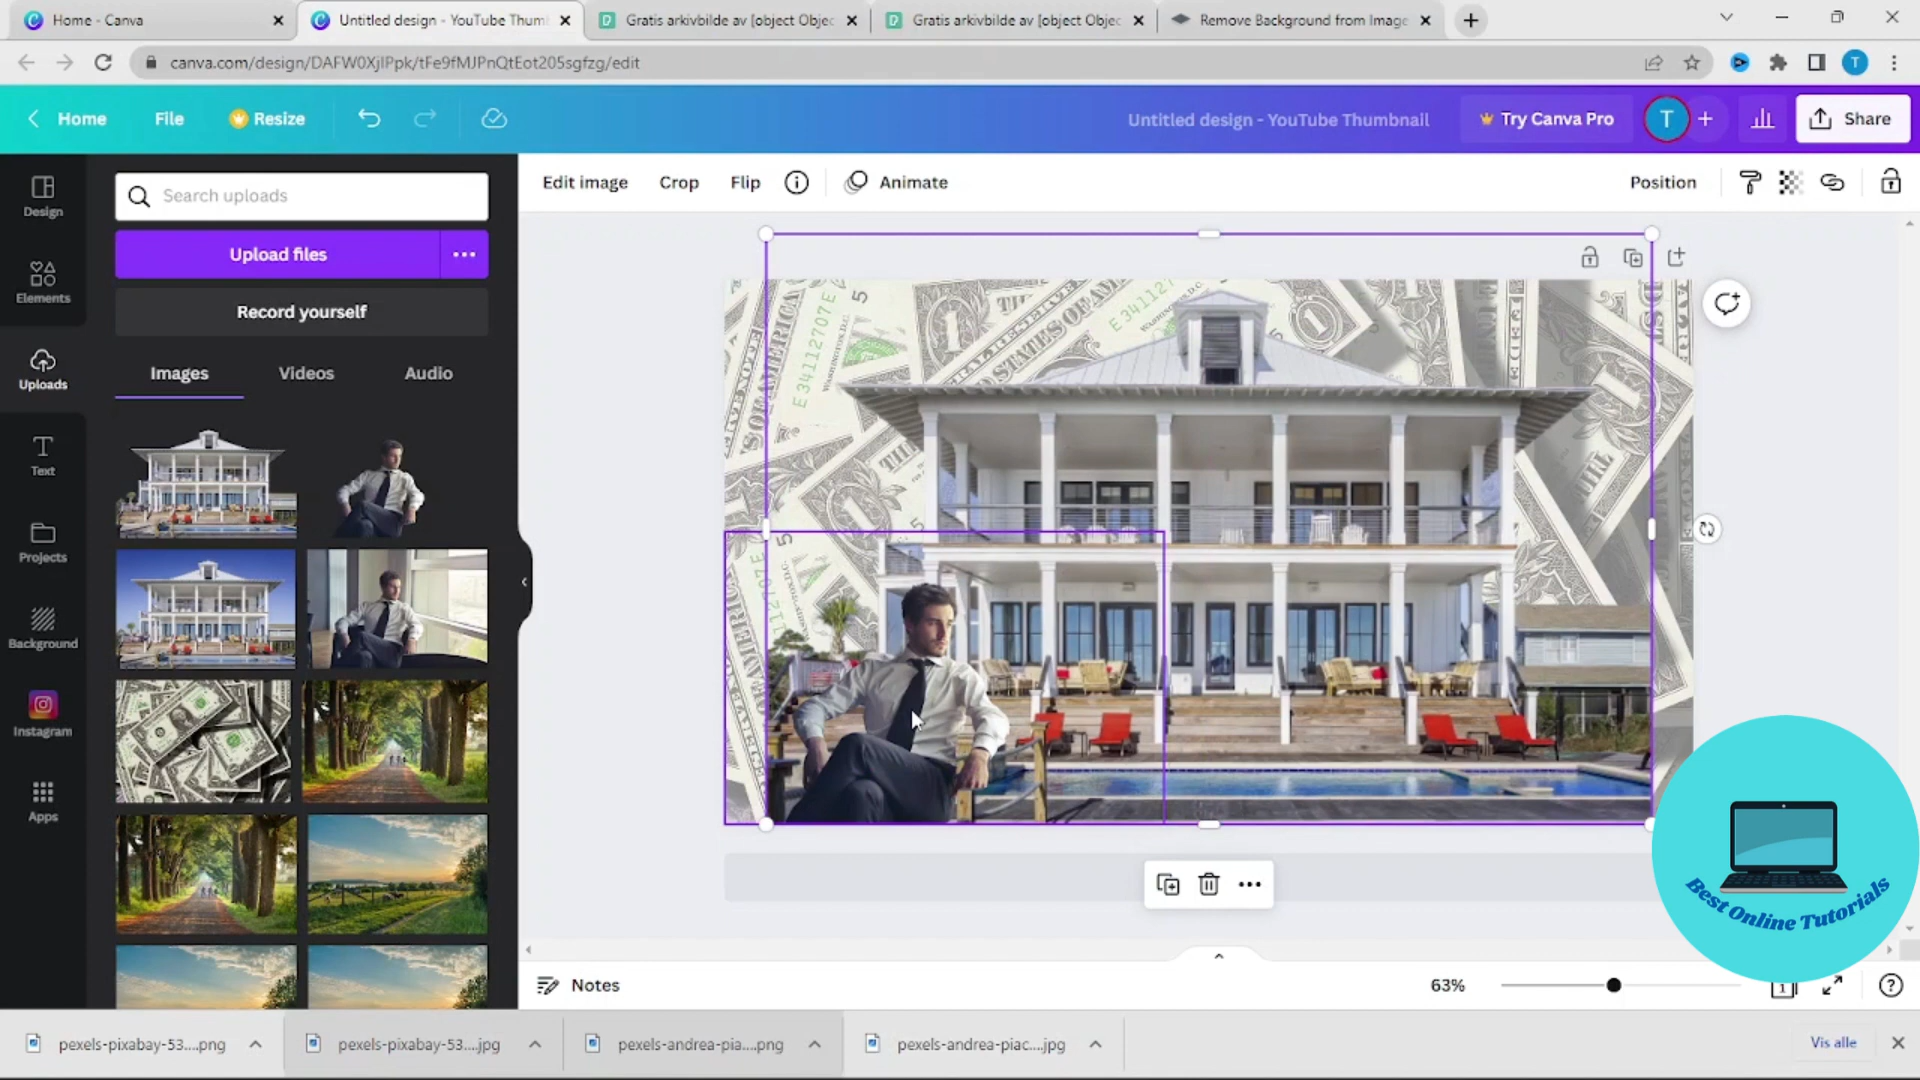 Home - Canva
Untitled design - YouTube Thum
Gratis arkivbilde av [object Objec
Gratis arkivbilde av [object Objec
Remove Background from Image
canva.com/design/DAFW0XjlPpk/tFe9fMJPnQtEot205sgfzg/edit
T
Home
File
Resize
Untitled design - YouTube Thumbnail
Try Canva Pro
T
Share
Design
Elements
Uploads
Text
Projects
Background
Instagram
Apps
Search uploads
Upload files
Record yourself
Images
Videos
Audio
Edit image
Crop
Flip
Animate
Position
Best Online Tutorials
Notes
63%
1
pexels-pixabay-53....png
pexels-pixabay-53....jpg
pexels-andrea-pia....png
pexels-andrea-piac....jpg
Vis alle